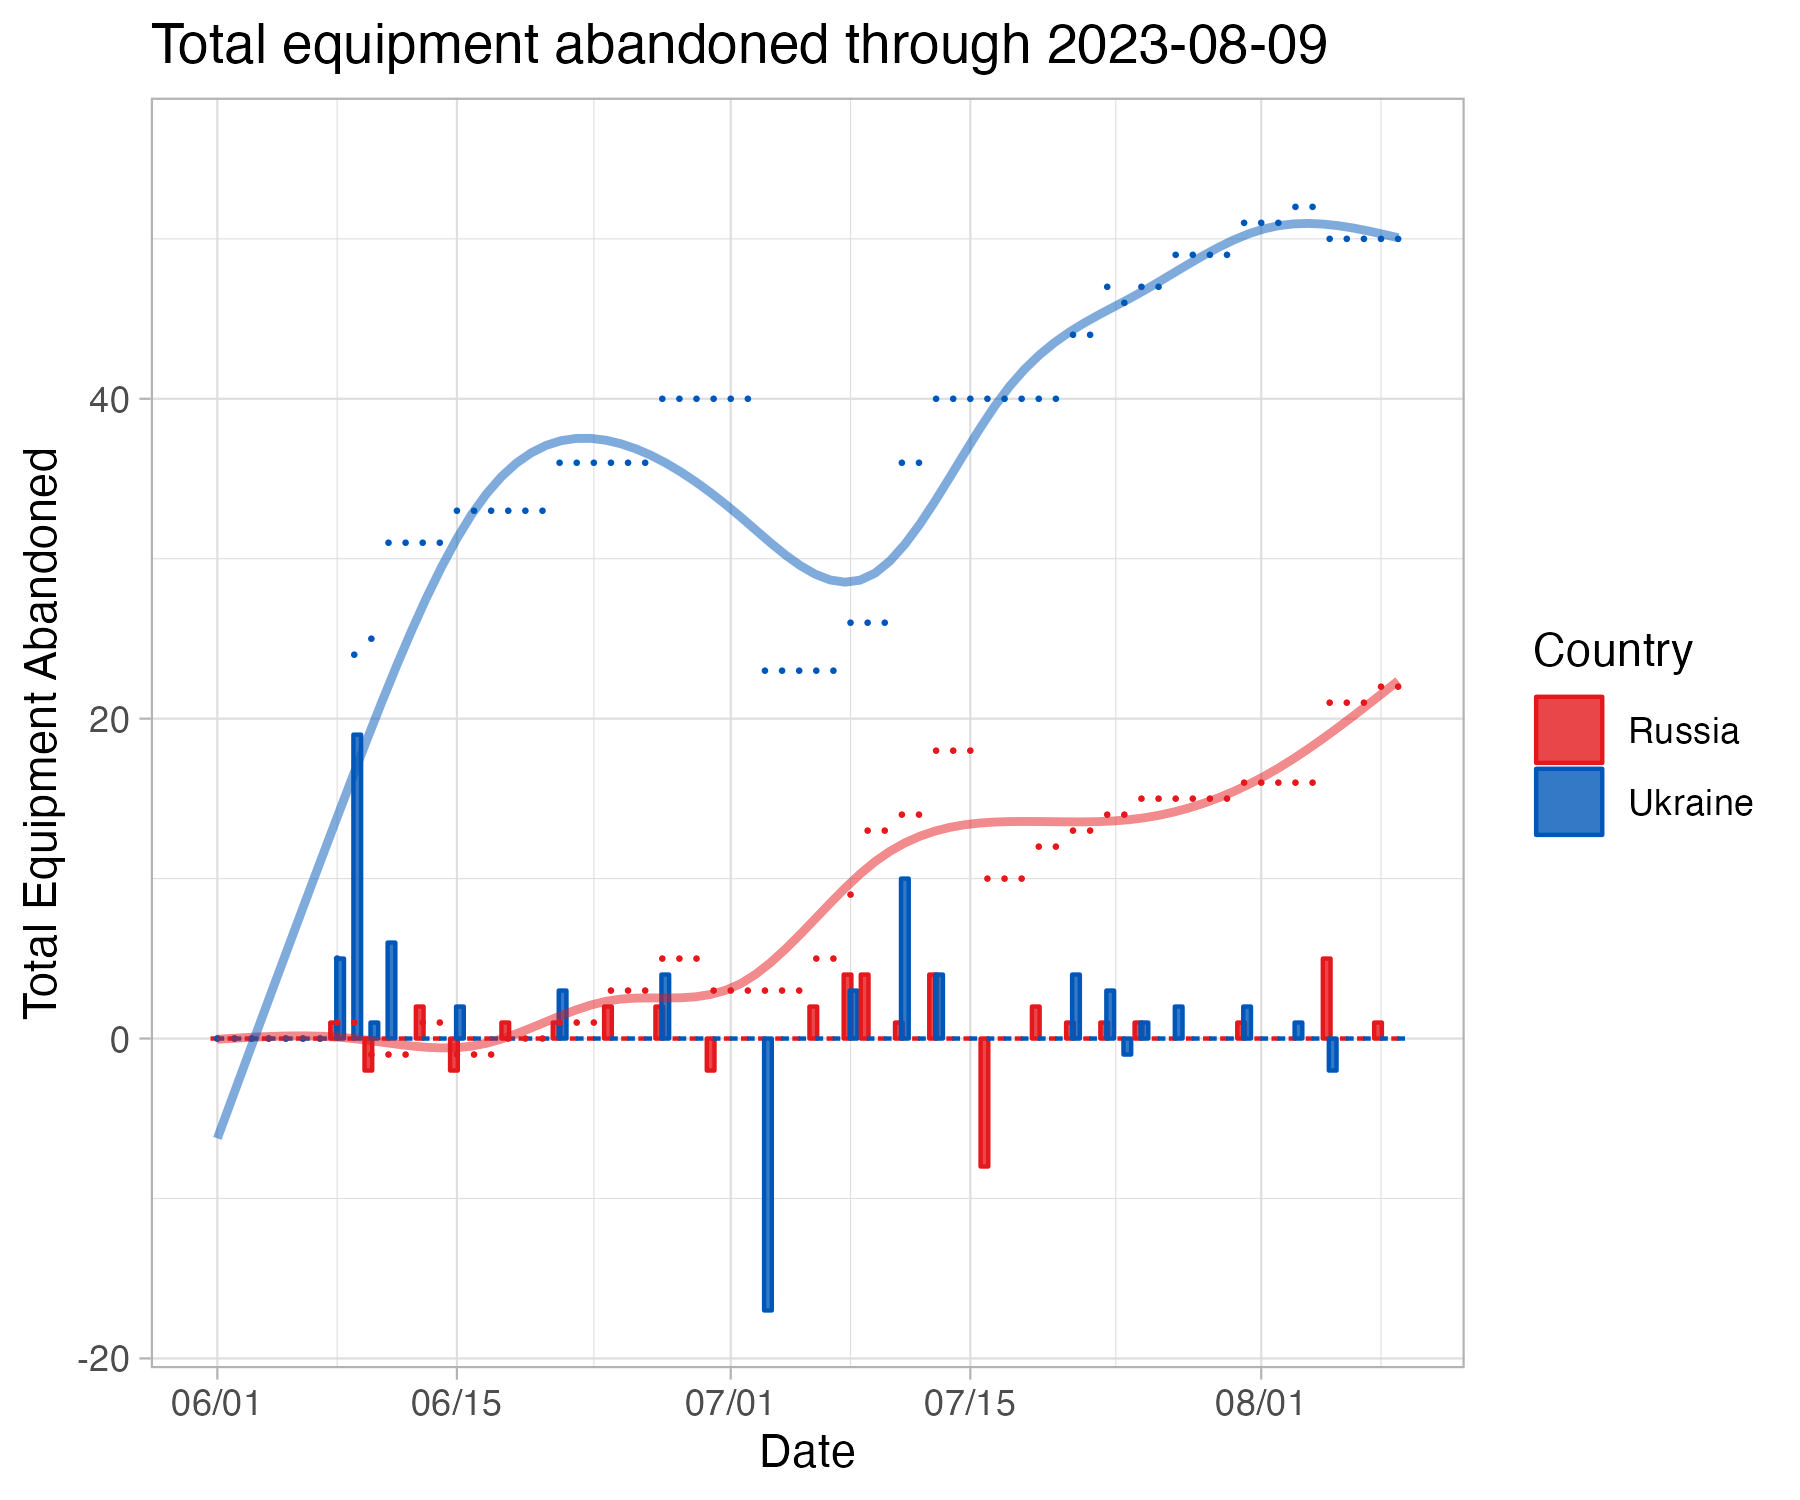 Total equipment abandoned through 2023-08-09
Total Equipment Abandoned
40
20
0
-20
06/01
06/15
07/01
07/15
08/01
Date
Country
Russia
Ukraine